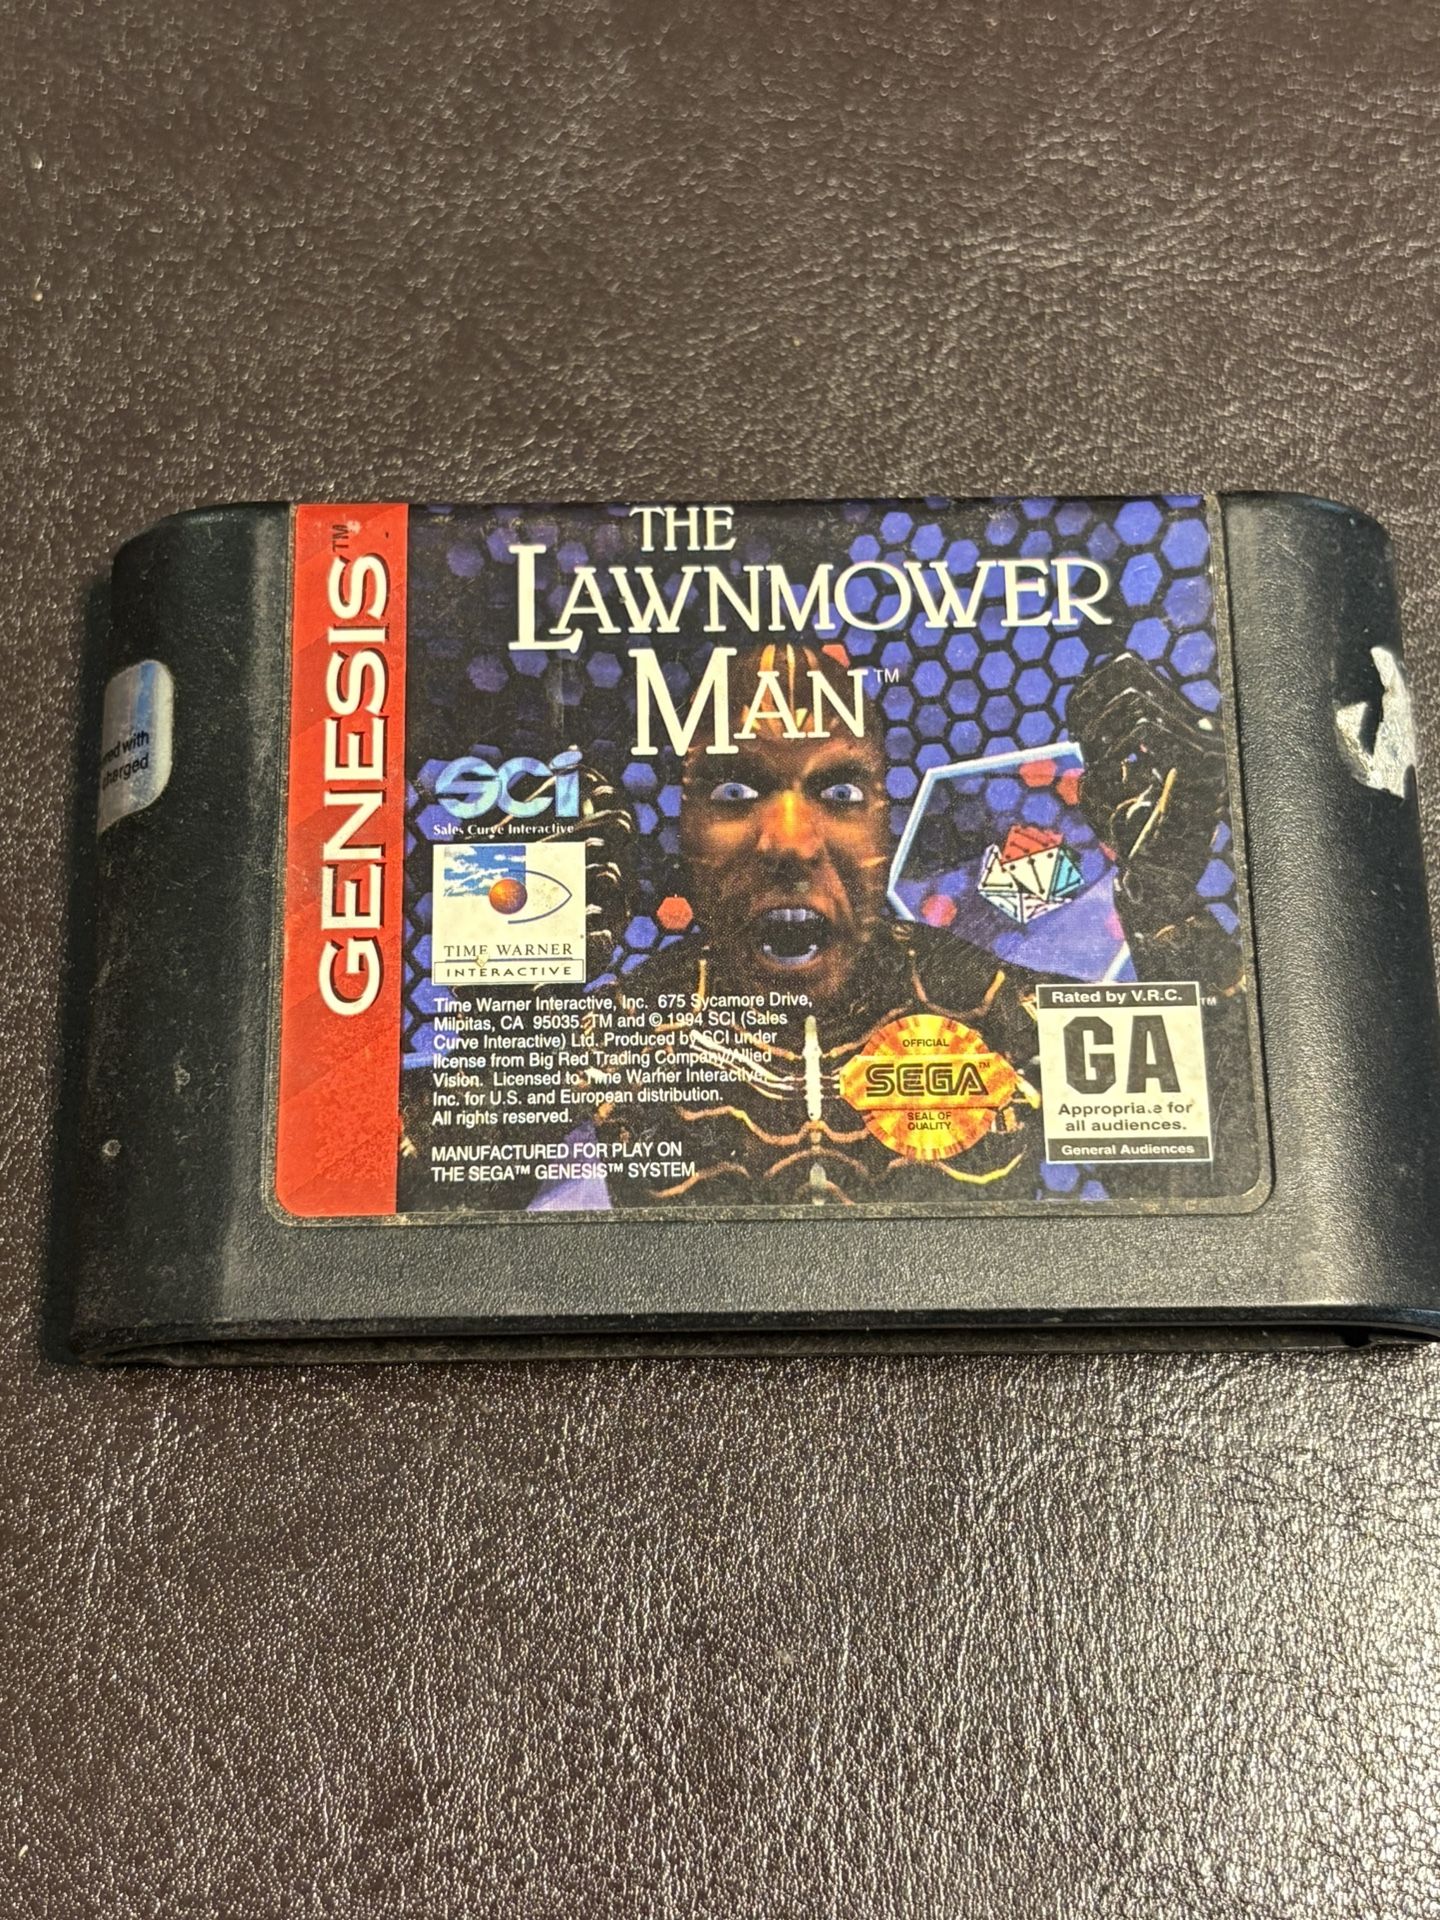 GENESIS™
THE
LAWNMOWER
MAN™
SCi
Sales Curve Interactive
TIME WARNER
INTERACTIVE
Time Warner Interactive, Inc. 675 Sycamore Drive,
Milpitas, CA 95035. TM and © 1994 SCI (Sales
Curve Interactive) Ltd. Produced by SCI under
license from Big Red Trading Company/Allied
Vision. Licensed to Time Warner Interactive,
Inc. for U.S. and European distribution.
All rights reserved.
MANUFACTURED FOR PLAY ON
THE SEGA™ GENESIS™ SYSTEM.
OFFICIAL
SEGA™
SEAL OF
QUALITY
Rated by V.R.C. ™
GA
Appropriate for
all audiences.
General Audiences
with